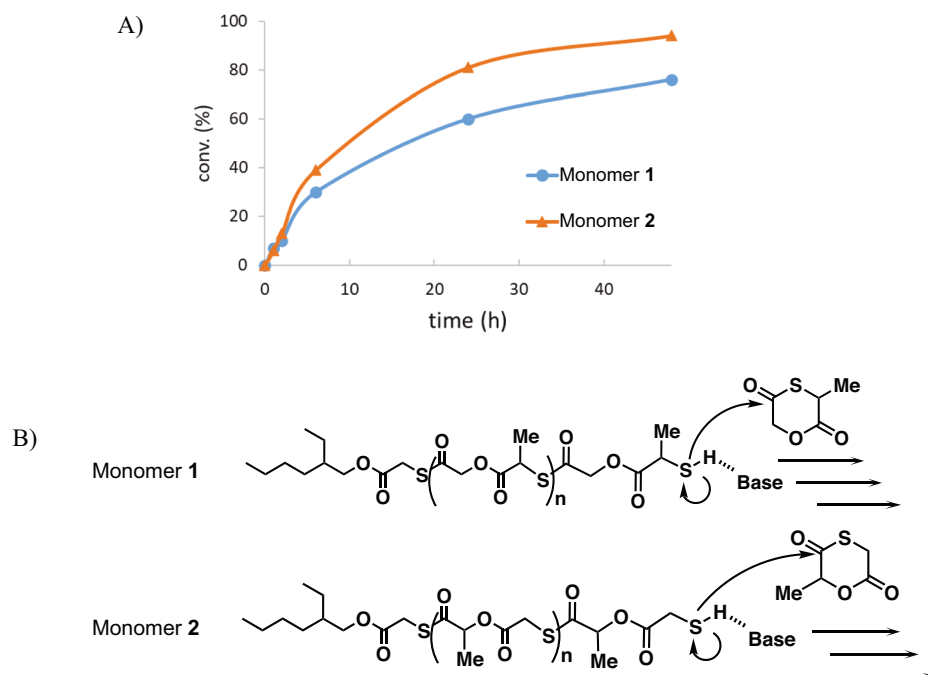 A)
100
80
60
40
20
0
conv. (%)
0 10 20 30 40
time (h)
Monomer 1
Monomer 2
B)
Monomer 1
O
O
S
O
O
O
Me
S
n
O
O
O
Me
S
H
Base
O
S
Me
O
O
Monomer 2
O
O
S
O
Me
O
O
S
n
O
Me
O
O
S
H
Base
O
S
Me
O
O